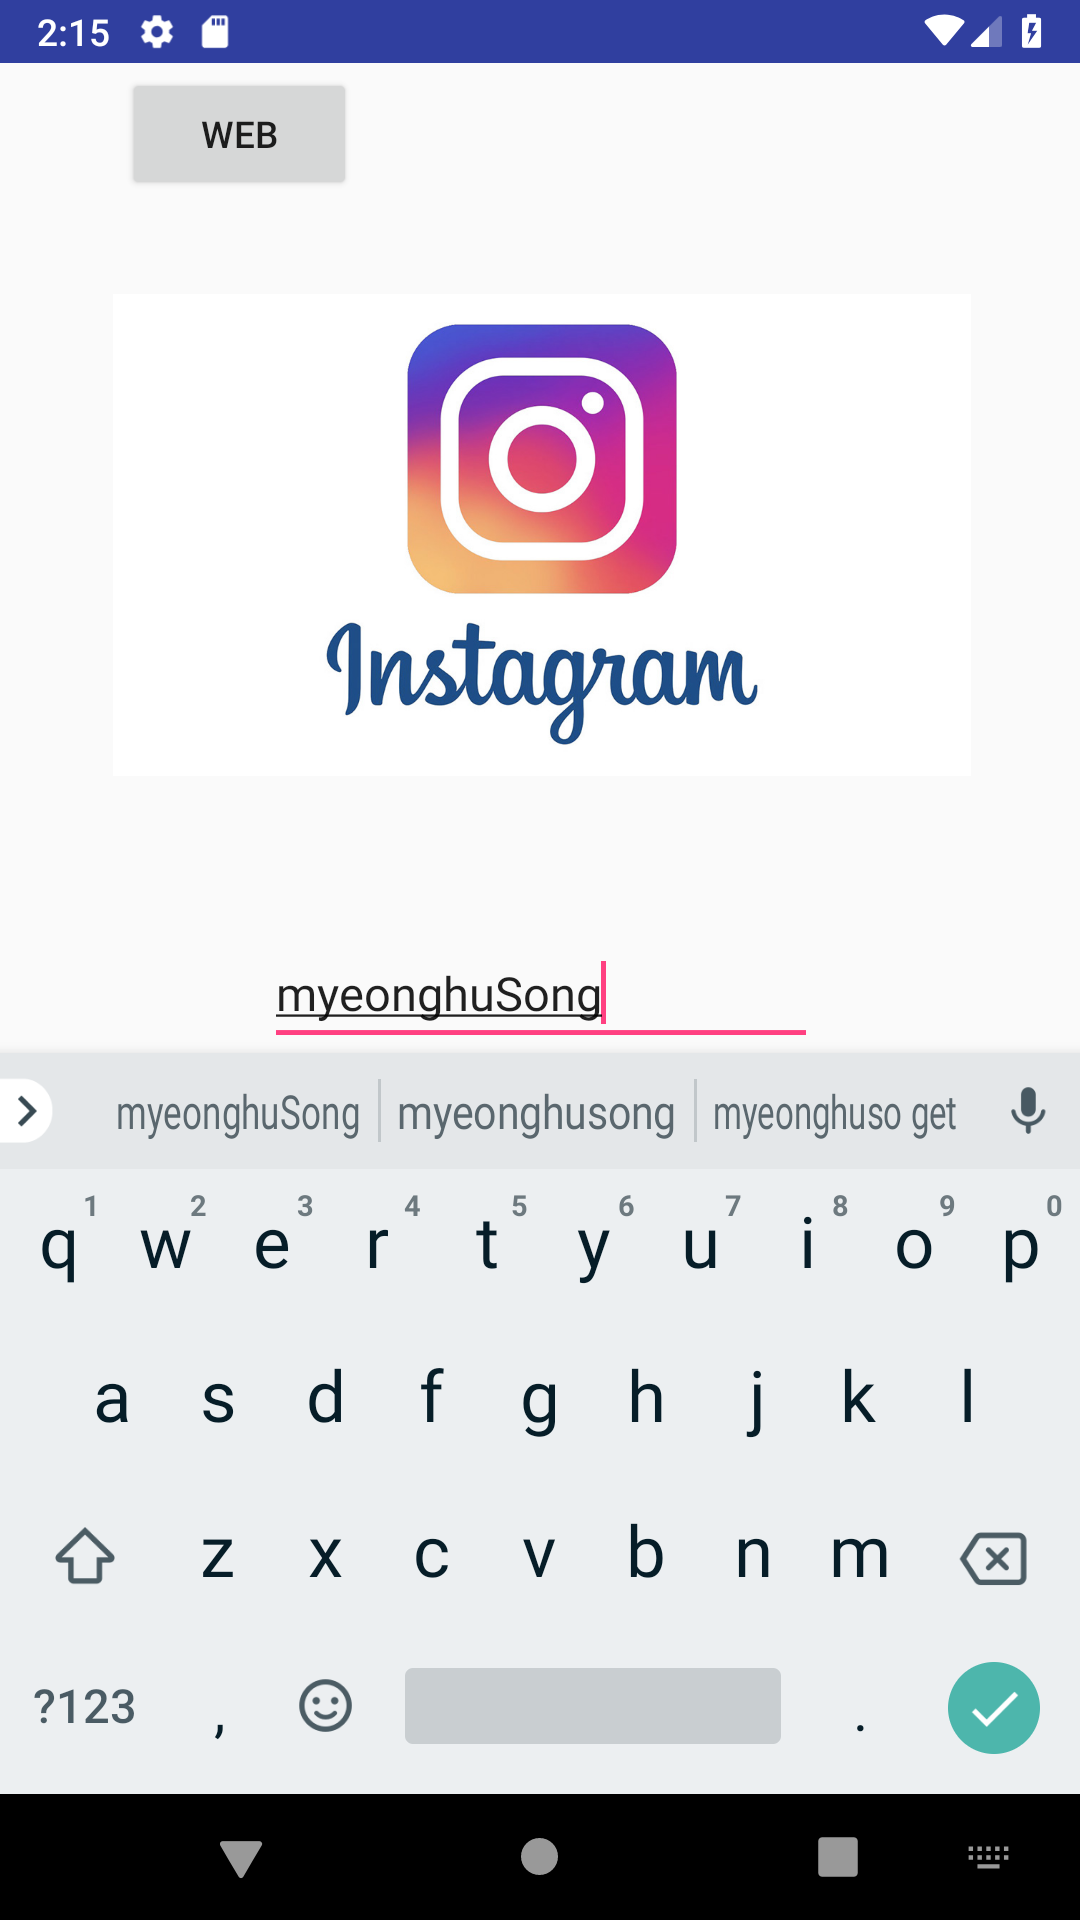 2:15
WEB
Instagram
myeonghuSong
myeonghuSong myeonghusong myeonghuso get
1 2 3 4 5 6 7 8 9 0
q w e r t y u i o p
a s d f g h j k l
z x c v b n m
?123 , .